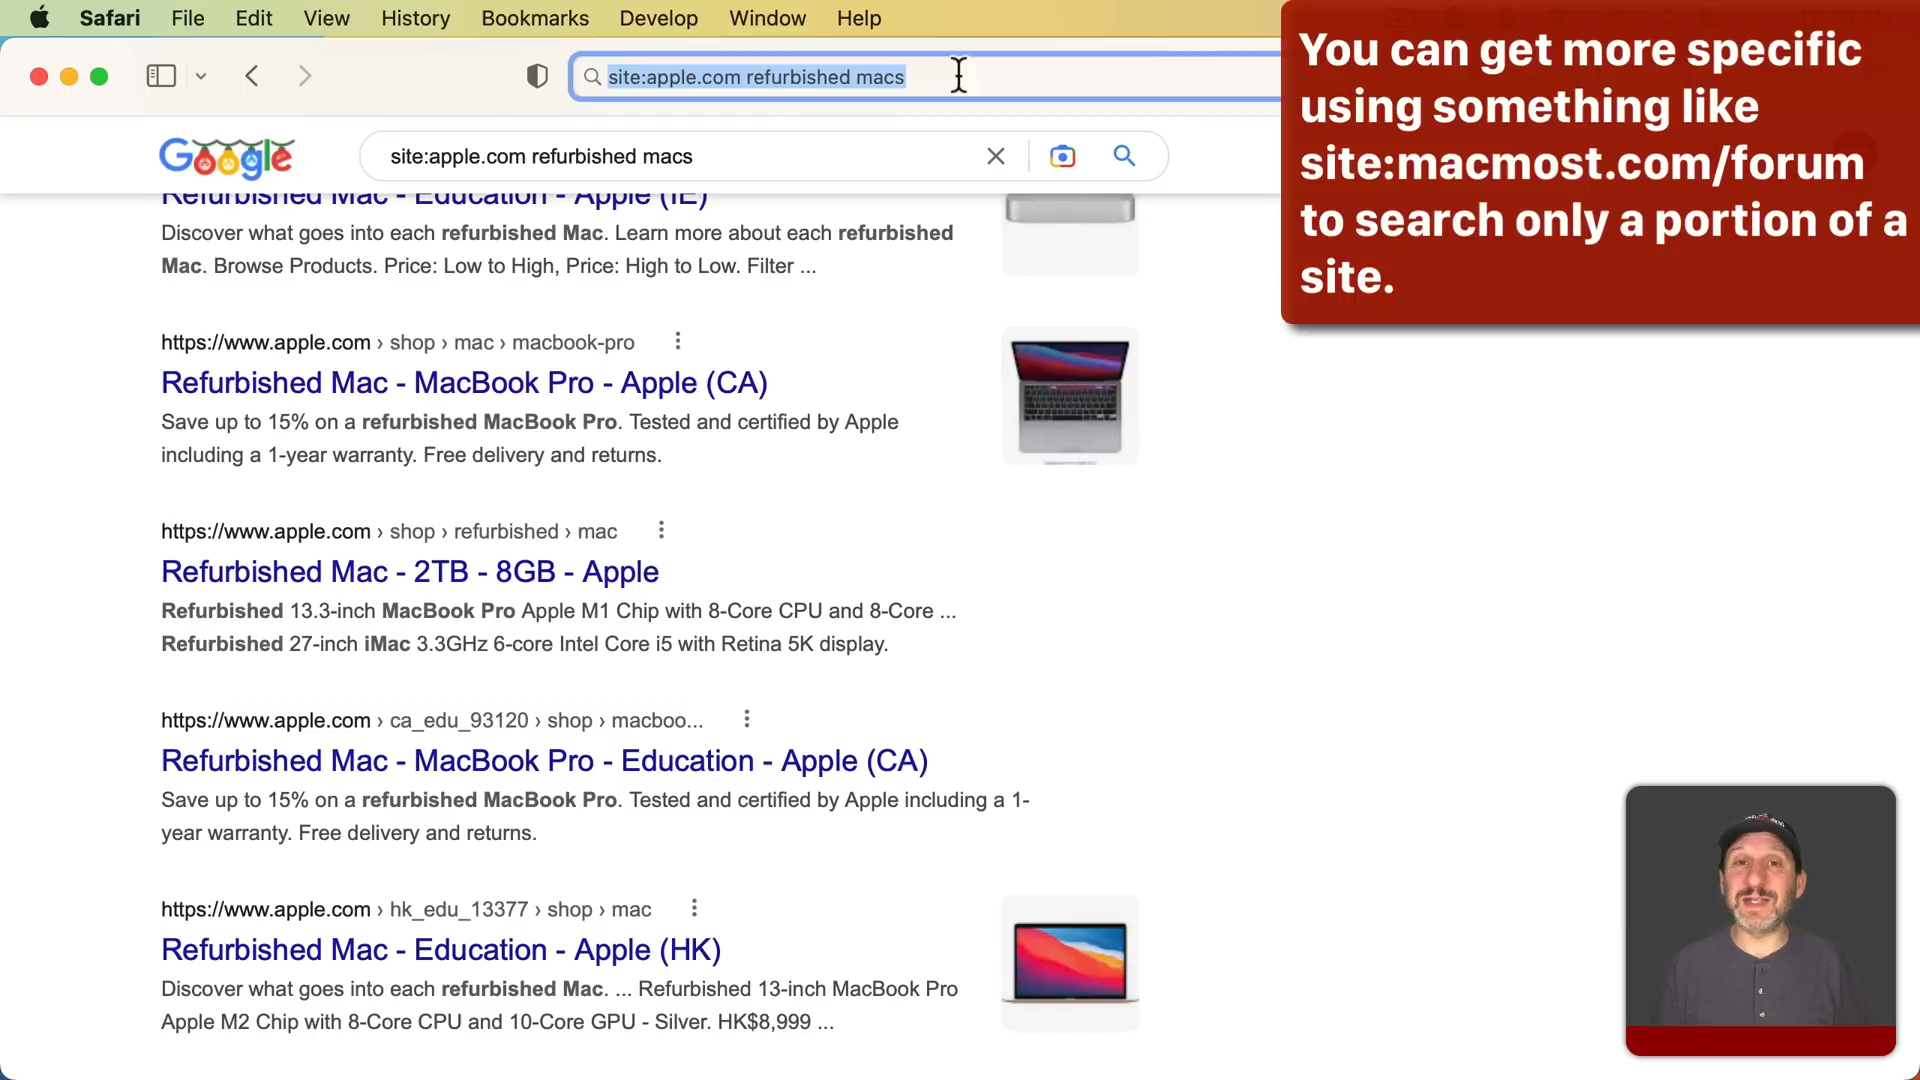 Safari File Edit View History Bookmarks Develop Window Help
site:apple.com refurbished macs
Google
site:apple.com refurbished macs
You can get more specific
using something like
site:macmost.com/forum
to search only a portion of a
site.
Refurbished Mac - Education - Apple (IE)
Discover what goes into each refurbished Mac. Learn more about each refurbished
Mac. Browse Products. Price: Low to High, Price: High to Low. Filter ...
https://www.apple.com › shop › mac › macbook-pro
Refurbished Mac - MacBook Pro - Apple (CA)
Save up to 15% on a refurbished MacBook Pro. Tested and certified by Apple
including a 1-year warranty. Free delivery and returns.
https://www.apple.com › shop › refurbished › mac
Refurbished Mac - 2TB - 8GB - Apple
Refurbished 13.3-inch MacBook Pro Apple M1 Chip with 8-Core CPU and 8-Core ...
Refurbished 27-inch iMac 3.3GHz 6-core Intel Core i5 with Retina 5K display.
https://www.apple.com › ca_edu_93120 › shop › macboo...
Refurbished Mac - MacBook Pro - Education - Apple (CA)
Save up to 15% on a refurbished MacBook Pro. Tested and certified by Apple including a 1-
year warranty. Free delivery and returns.
https://www.apple.com › hk_edu_13377 › shop › mac
Refurbished Mac - Education - Apple (HK)
Discover what goes into each refurbished Mac. ... Refurbished 13-inch MacBook Pro
Apple M2 Chip with 8-Core CPU and 10-Core GPU - Silver. HK$8,999 ...